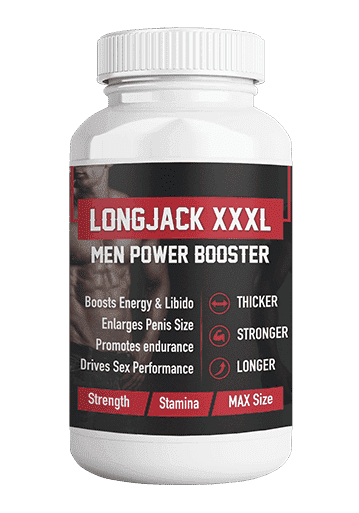 LONGJACK XXXL
MEN POWER BOOSTER
Boosts Energy & Libido
Enlarges Penis Size
Promotes endurance
Drives Sex Performance
THICKER
STRONGER
LONGER
Strength
Stamina
MAX Size